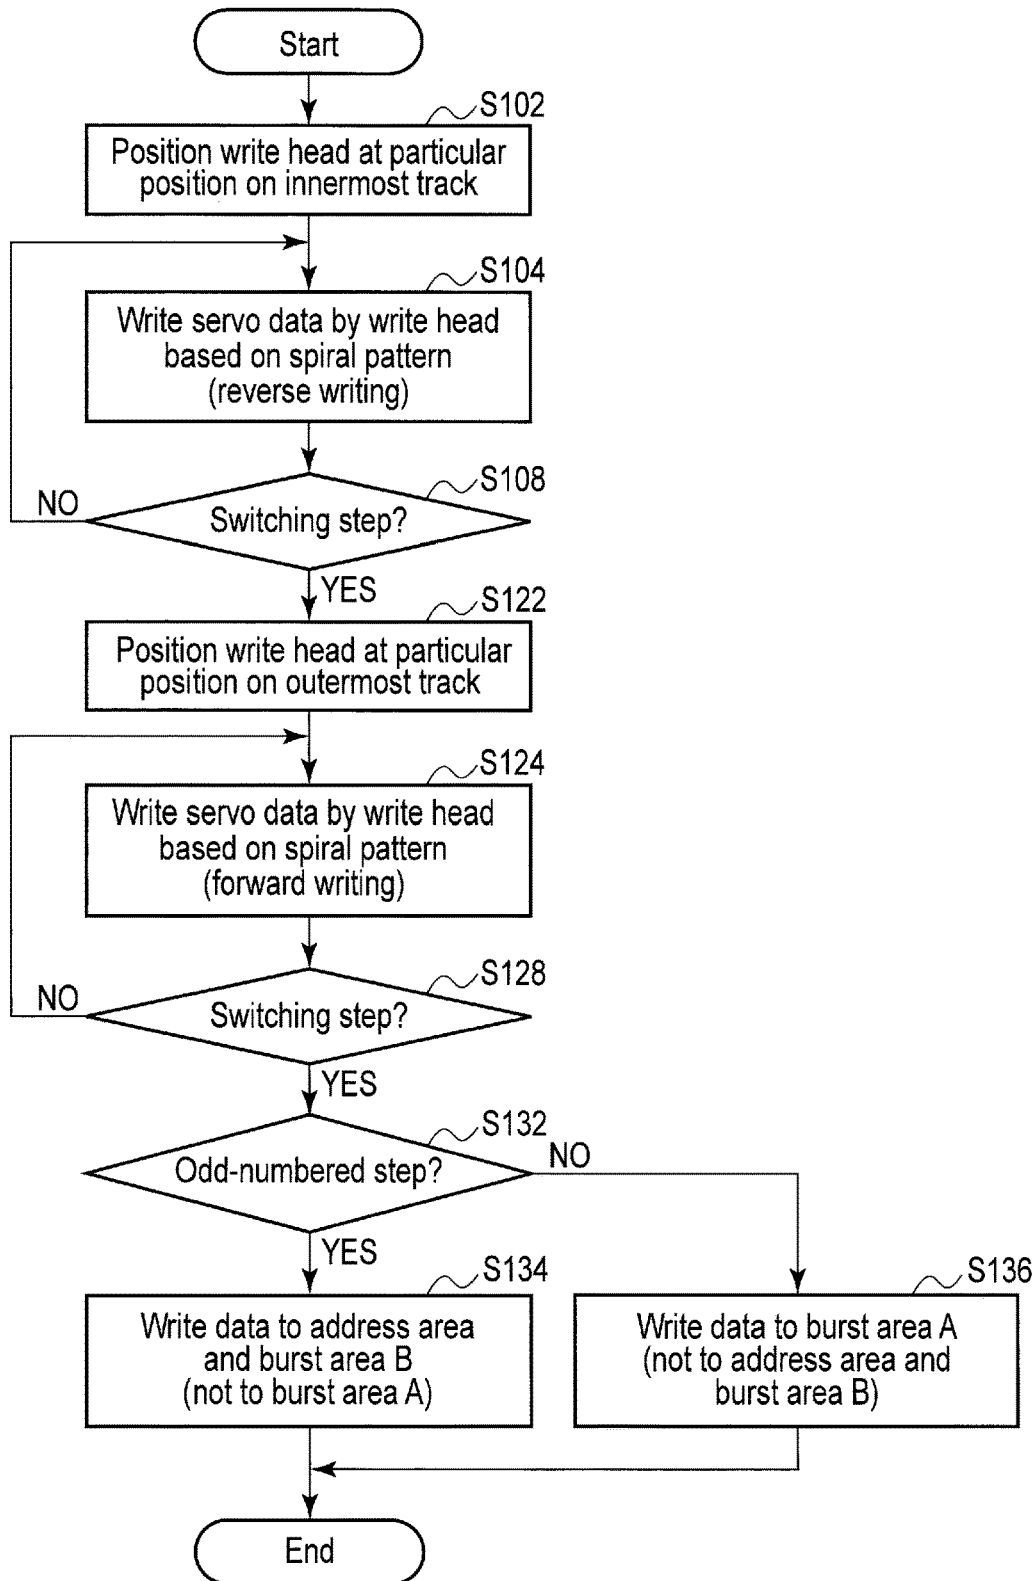 Start
S102
Position write head at particular
position on innermost track
S104
Write servo data by write head
based on spiral pattern
(reverse writing)
S108
NO
Switching step?
YES
S122
Position write head at particular
position on outermost track
S124
Write servo data by write head
based on spiral pattern
(forward writing)
S128
NO
Switching step?
YES
S132
NO
Odd-numbered step?
YES
S134
S136
Write data to address area
and burst area B
(not to burst area A)
Write data to burst area A
(not to address area and
burst area B)
End